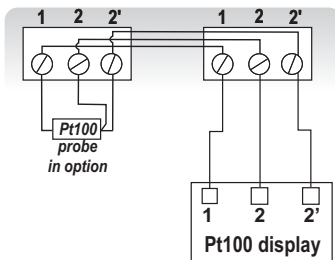 1 2 2' 1 2 2'
Pt100
probe
in option
1 2 2’
Pt100 display